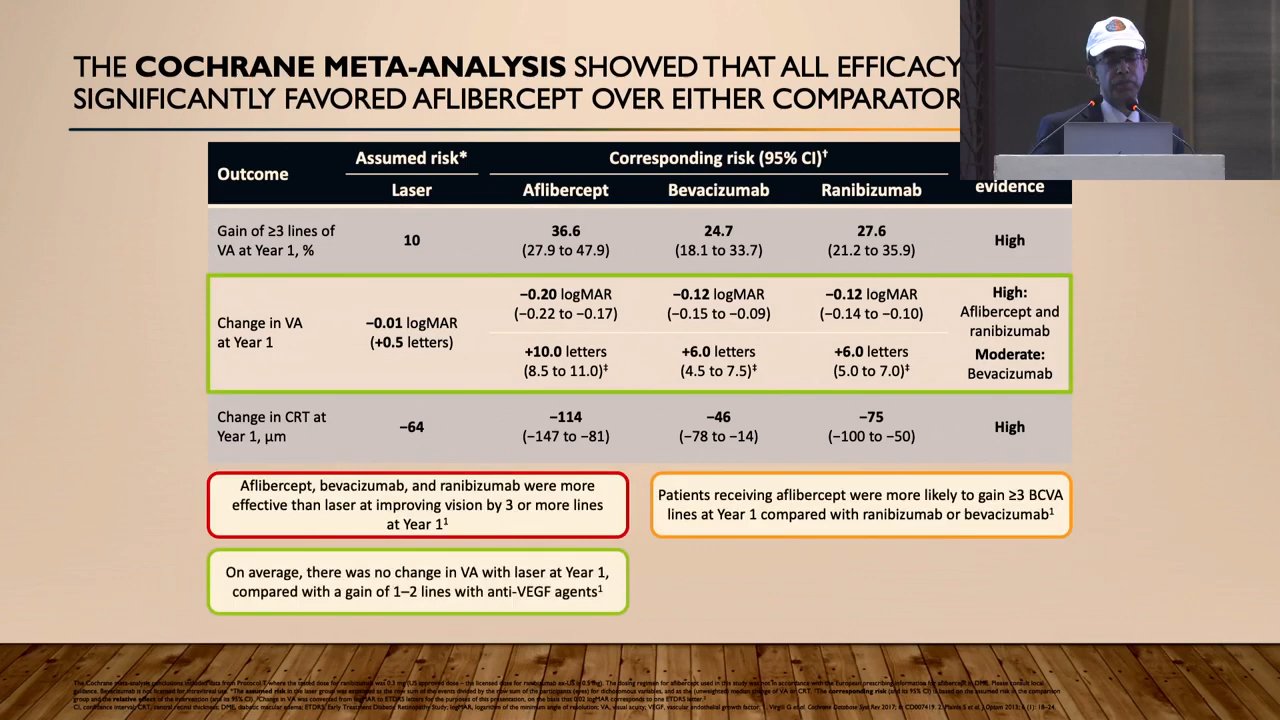 THE COCHRANE META-ANALYSIS SHOWED THAT ALL EFFICACY
SIGNIFICANTLY FAVORED AFLIBERCEPT OVER EITHER COMPARATOR
Outcome
Assumed risk*
Corresponding risk (95% CI)†
Laser
Aflibercept
Bevacizumab
Ranibizumab
evidence
Gain of ≥3 lines of
VA at Year 1, %
10
36.6
(27.9 to 47.9)
24.7
(18.1 to 33.7)
27.6
(21.2 to 35.9)
High
Change in VA
at Year 1
−0.01 logMAR
(+0.5 letters)
−0.20 logMAR
(−0.22 to −0.17)
−0.12 logMAR
(−0.15 to −0.09)
−0.12 logMAR
(−0.14 to −0.10)
+10.0 letters
(8.5 to 11.0)‡
+6.0 letters
(4.5 to 7.5)‡
+6.0 letters
(5.0 to 7.0)‡
High:
Aflibercept and
ranibizumab
Moderate:
Bevacizumab
Change in CRT at
Year 1, µm
−64
−114
(−147 to −81)
−46
(−78 to −14)
−75
(−100 to −50)
High
Aflibercept, bevacizumab, and ranibizumab were more
effective than laser at improving vision by 3 or more lines
at Year 1¹
Patients receiving aflibercept were more likely to gain ≥3 BCVA
lines at Year 1 compared with ranibizumab or bevacizumab¹
On average, there was no change in VA with laser at Year 1,
compared with a gain of 1–2 lines with anti-VEGF agents¹